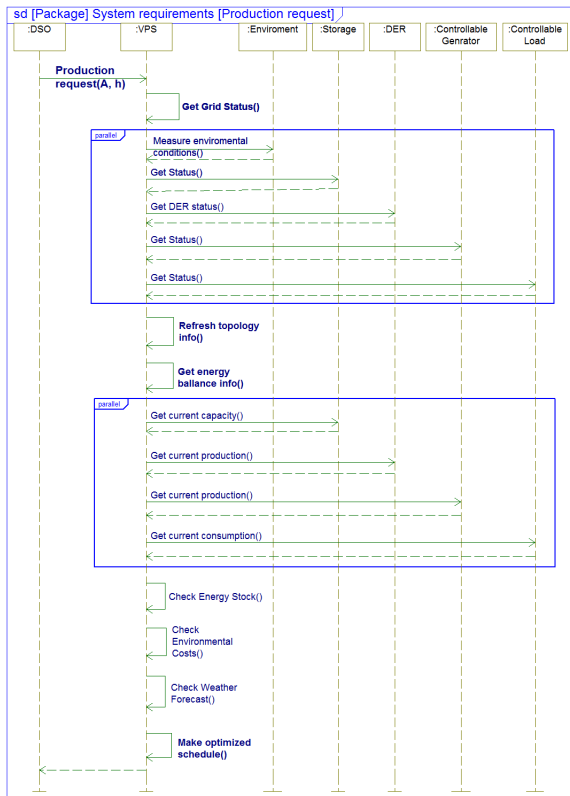 sd [Package] System requirements [Production request]
:DSO :VPS :Enviroment :Storage :DER :Controllable :Controllable
Genrator Load
Production
request(A, h)
Get Grid Status()
parallel
Measure enviromental
conditions()
Get Status()
Get DER status()
Get Status()
Get Status()
Refresh topology
info()
Get energy
ballance info()
parallel
Get current capacity()
Get current production()
Get current production()
Get current consumption()
Check Energy Stock()
Check
Environmental
Costs()
Check Weather
Forecast()
Make optimized
schedule()